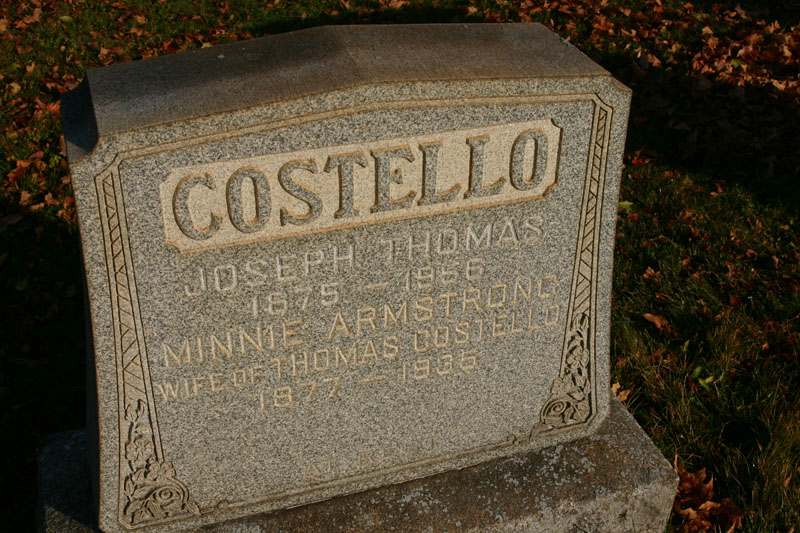 COSTELLO
JOSEPH THOMAS
1875 — 1956
MINNIE ARMSTRONG
WIFE OF THOMAS COSTELLO
1877 — 1935